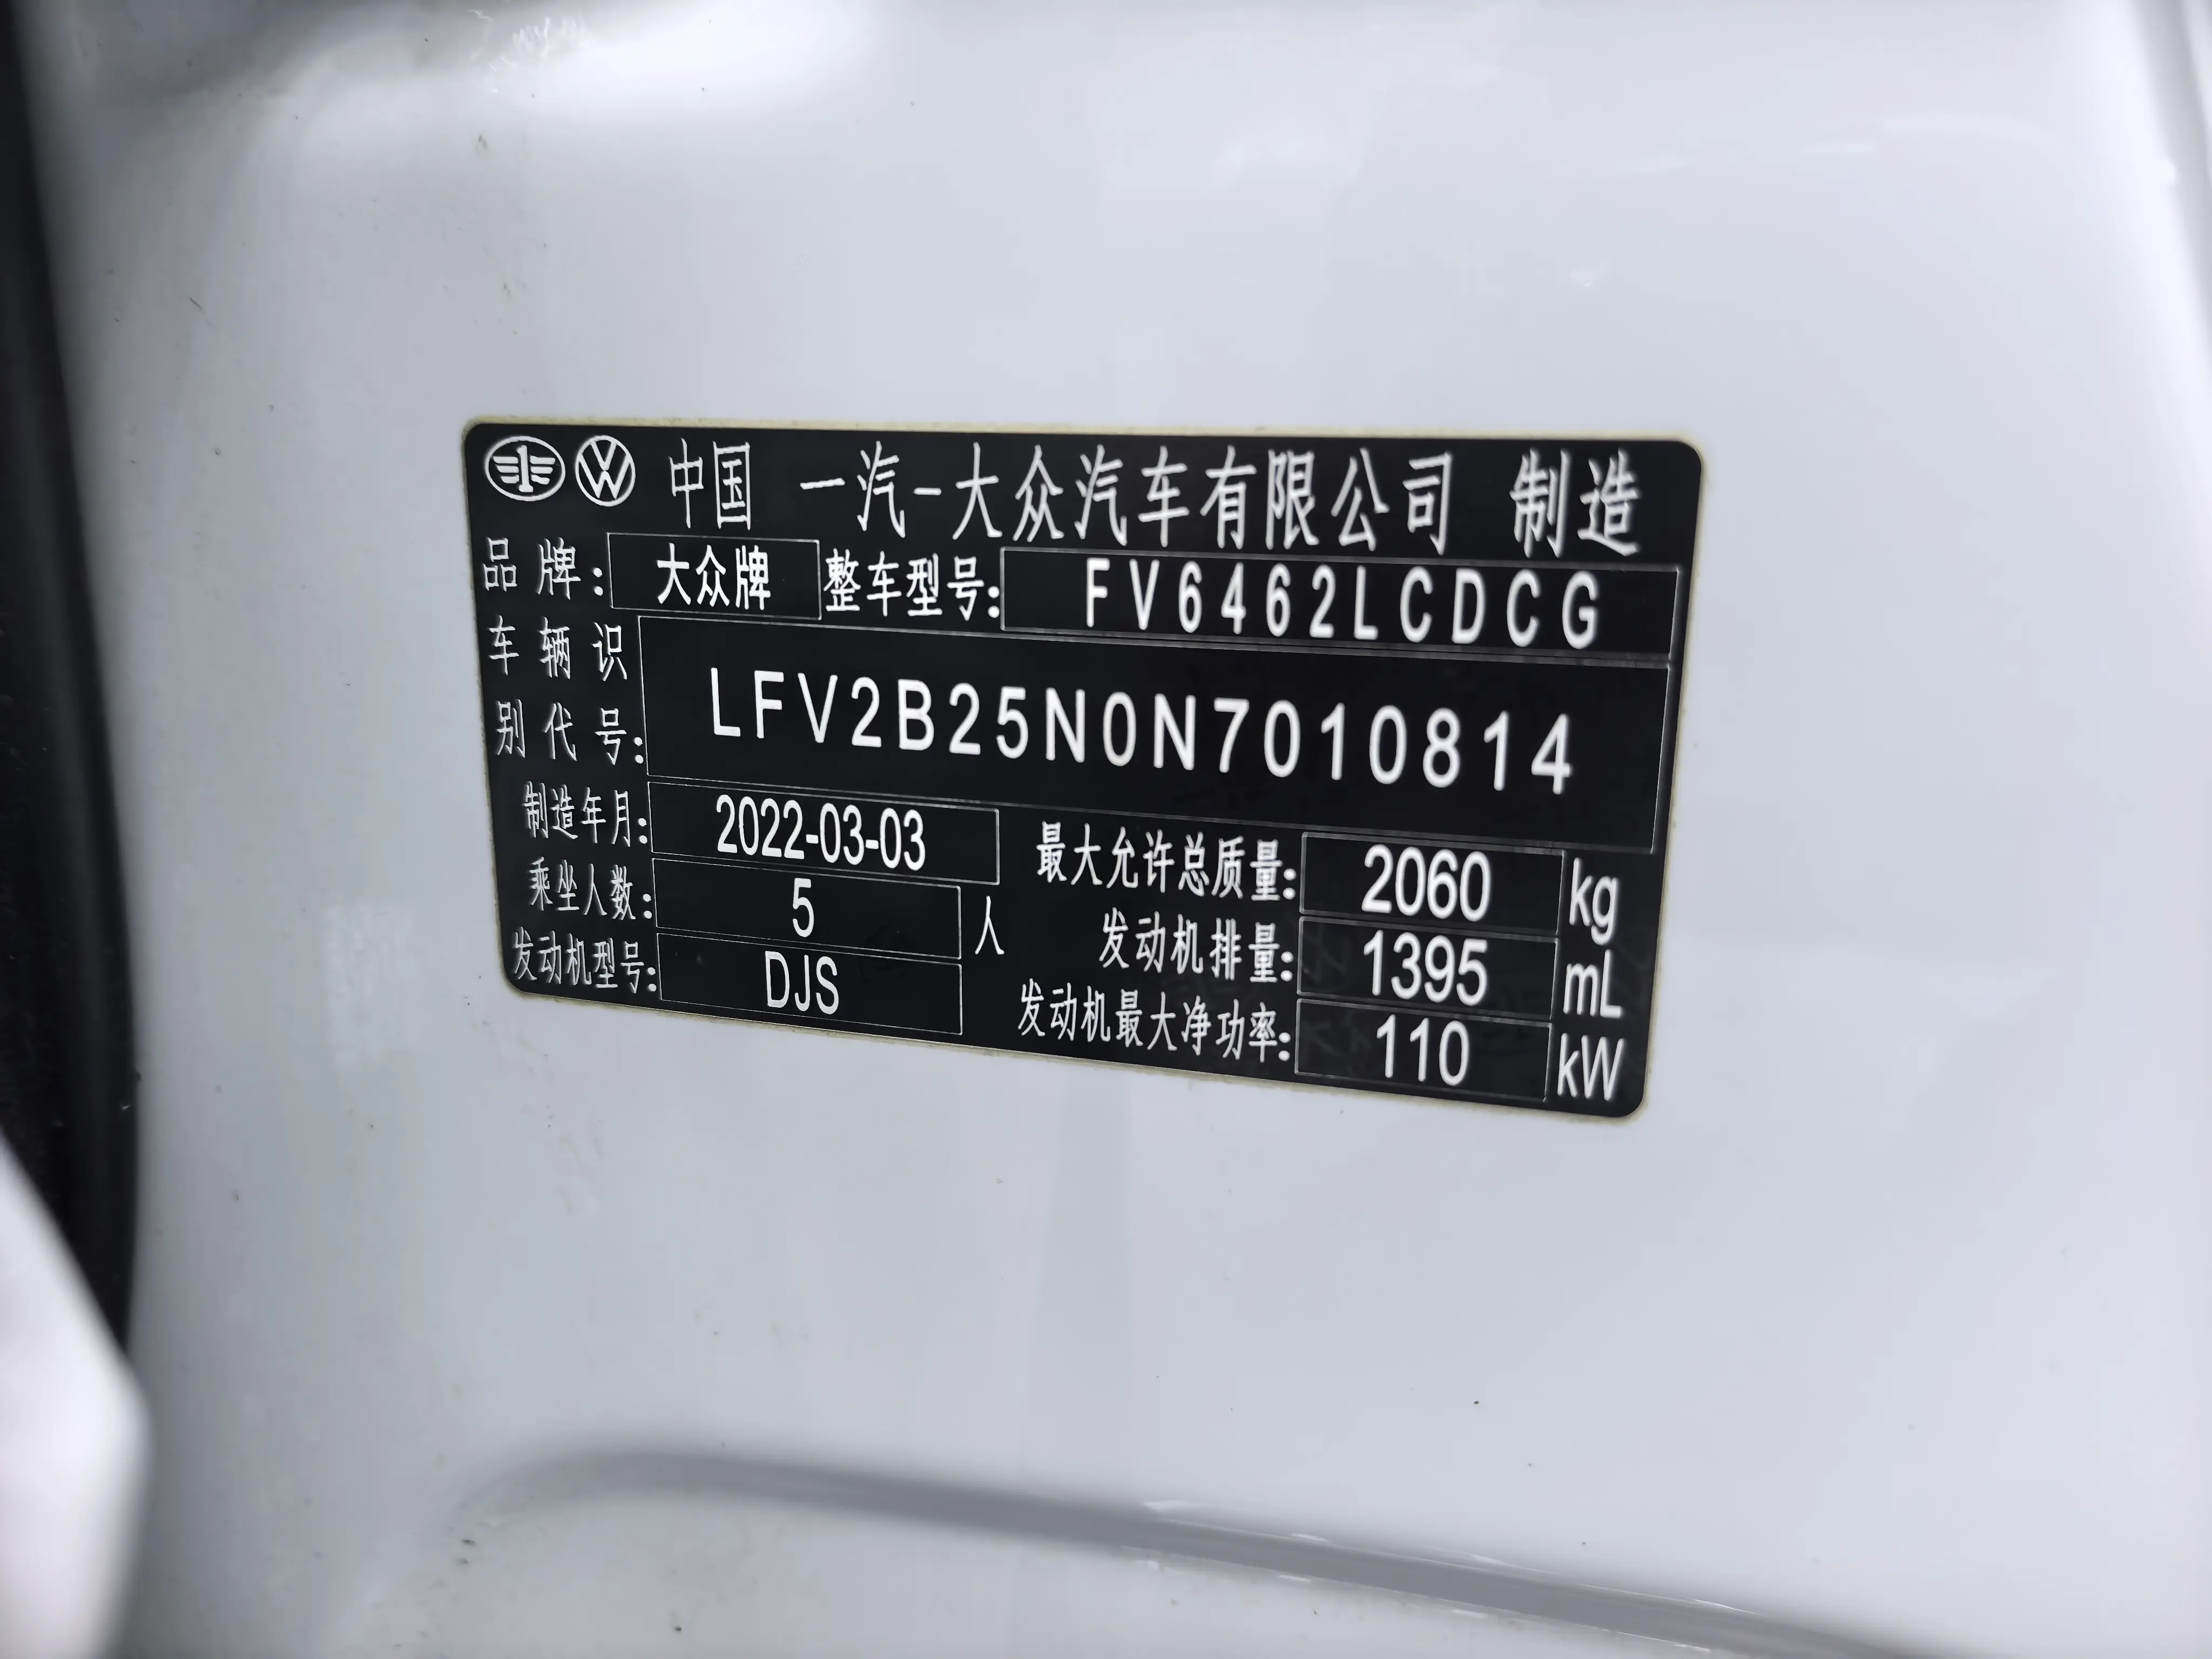 中国 一汽-大众汽车有限公司 制造
品牌: 大众牌 整车型号: FV6462LCDCG
车辆识别代号: LFV2B25N0N7010814
制造年月: 2022-03-03 最大允许总质量: 2060 kg
乘坐人数: 5 人 发动机排量: 1395 mL
发动机型号: DJS 发动机最大净功率: 110 kW